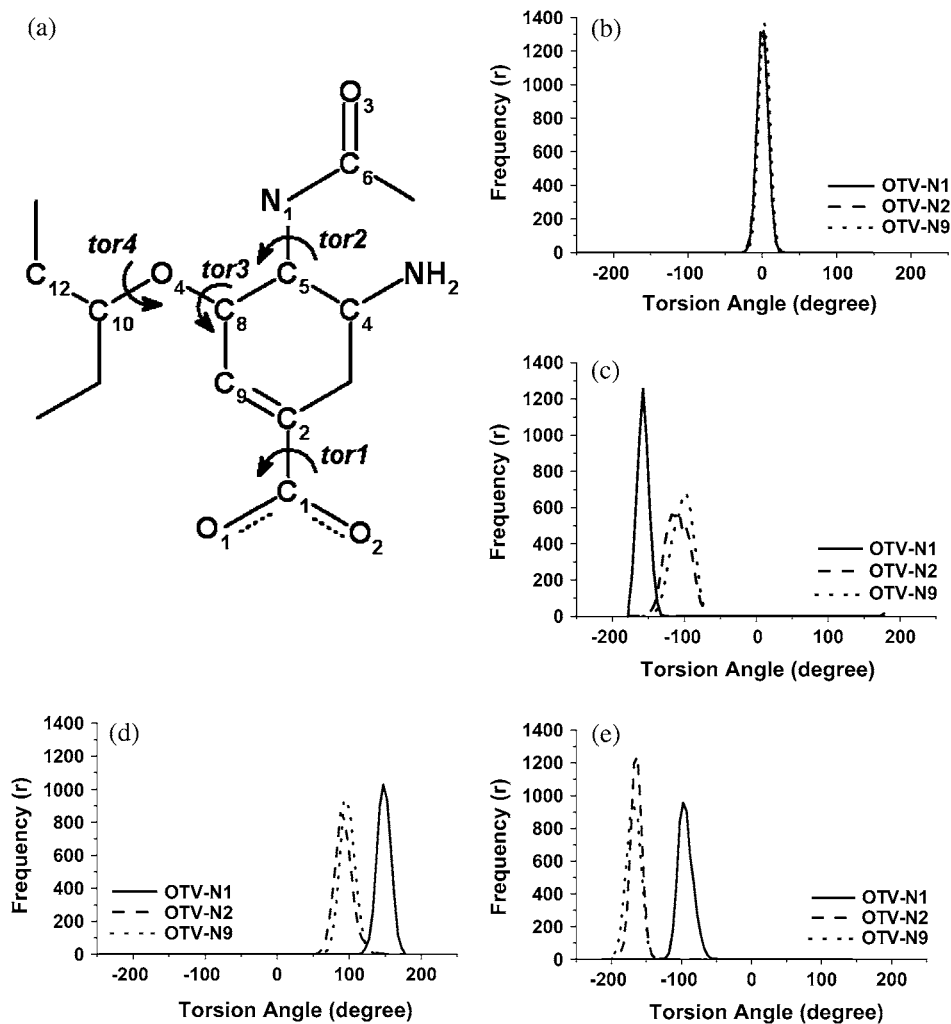 (a)
O3
C6
N1
tor4
tor3
tor2
C12
O4
C5
NH2
C10
C8
C4
C9
C2
tor1
C1
O1
O2
(b)
1400
1200
1000
800
600
400
200
0
Frequency (r)
OTV-N1
OTV-N2
OTV-N9
-200 -100 0 100 200
Torsion Angle (degree)
(c)
1400
1200
1000
800
600
400
200
0
Frequency (r)
OTV-N1
OTV-N2
OTV-N9
-200 -100 0 100 200
Torsion Angle (degree)
(d)
1400
1200
1000
800
600
400
200
0
Frequency (r)
OTV-N1
OTV-N2
OTV-N9
-200 -100 0 100 200
Torsion Angle (degree)
(e)
1400
1200
1000
800
600
400
200
0
Frequency (r)
OTV-N1
OTV-N2
OTV-N9
-200 -100 0 100 200
Torsion Angle (degree)